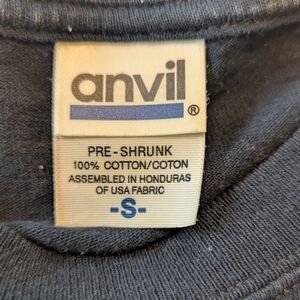 anvil®
PRE-SHRUNK
100% COTTON/COTON
ASSEMBLED IN HONDURAS
OF USA FABRIC
-S-